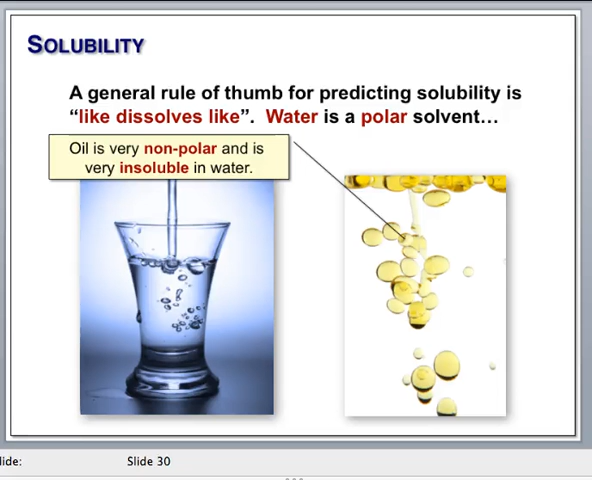 SOLUBILITY
A general rule of thumb for predicting solubility is
“like dissolves like”. Water is a polar solvent…
Oil is very non-polar and is
very insoluble in water.
lide:
Slide 30